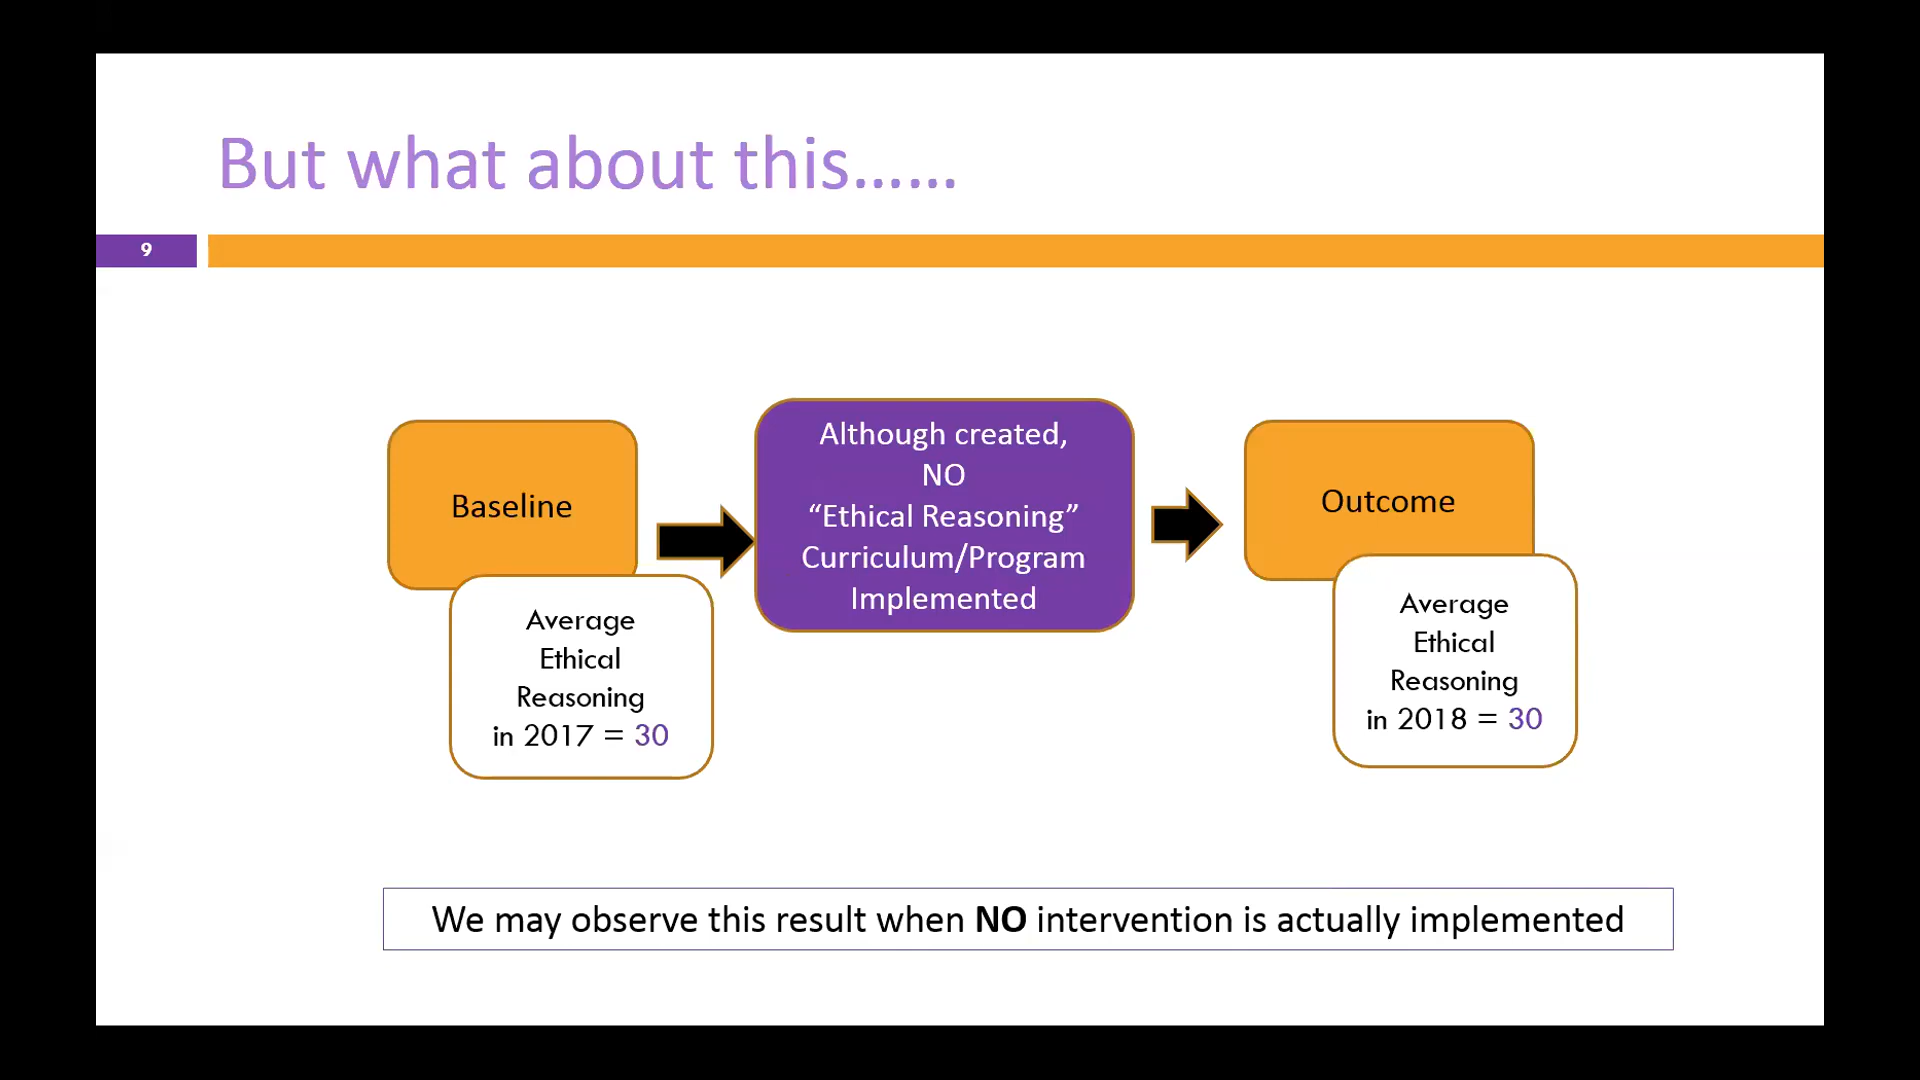 But what about this......
9
Baseline
Average
Ethical
Reasoning
in 2017 = 30
Although created,
NO
“Ethical Reasoning”
Curriculum/Program
Implemented
Outcome
Average
Ethical
Reasoning
in 2018 = 30
We may observe this result when NO intervention is actually implemented